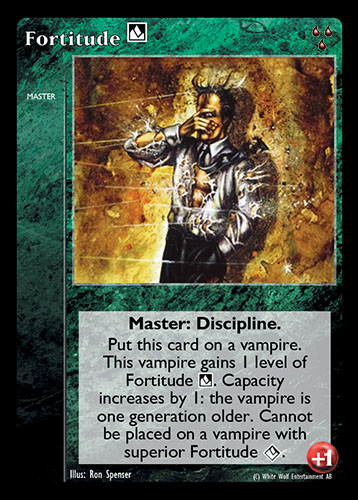 Fortitude
MASTER
Master: Discipline.
Put this card on a vampire.
This vampire gains 1 level of
Fortitude . Capacity
increases by 1: the vampire is
one generation older. Cannot
be placed on a vampire with
superior Fortitude .
+1
Illus: Ron Spenser
(C) White Wolf Entertainment AB